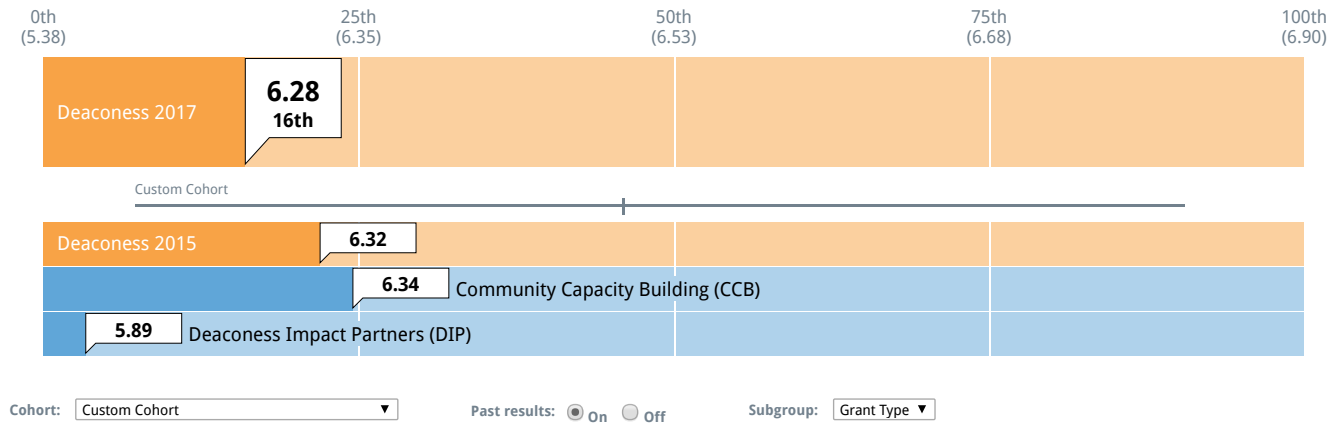 0th 25th 50th 75th 100th
(5.38) (6.35) (6.53) (6.68) (6.90)
Deaconess 2017
6.28
16th
Custom Cohort
Deaconess 2015 6.32
6.34 Community Capacity Building (CCB)
5.89 Deaconess Impact Partners (DIP)
Cohort: Custom Cohort Past results: On Off Subgroup: Grant Type